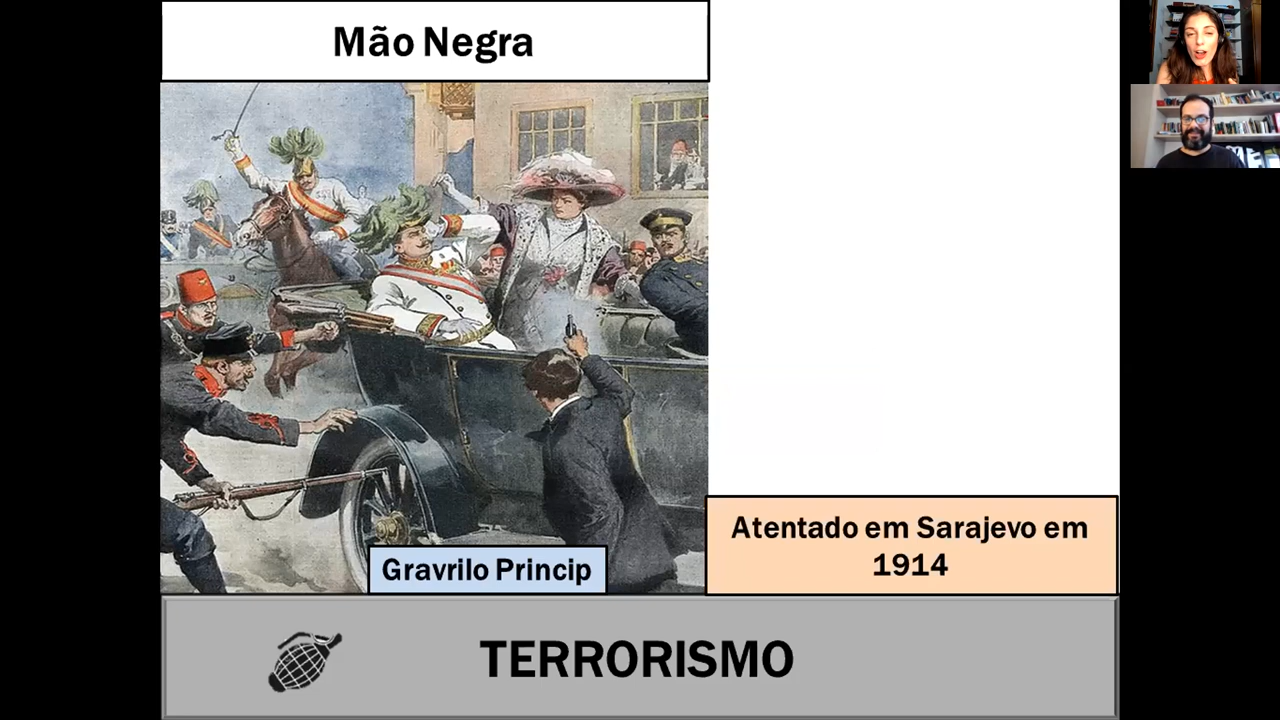 Mão Negra
Gravrilo Princip
Atentado em Sarajevo em
1914
TERRORISMO